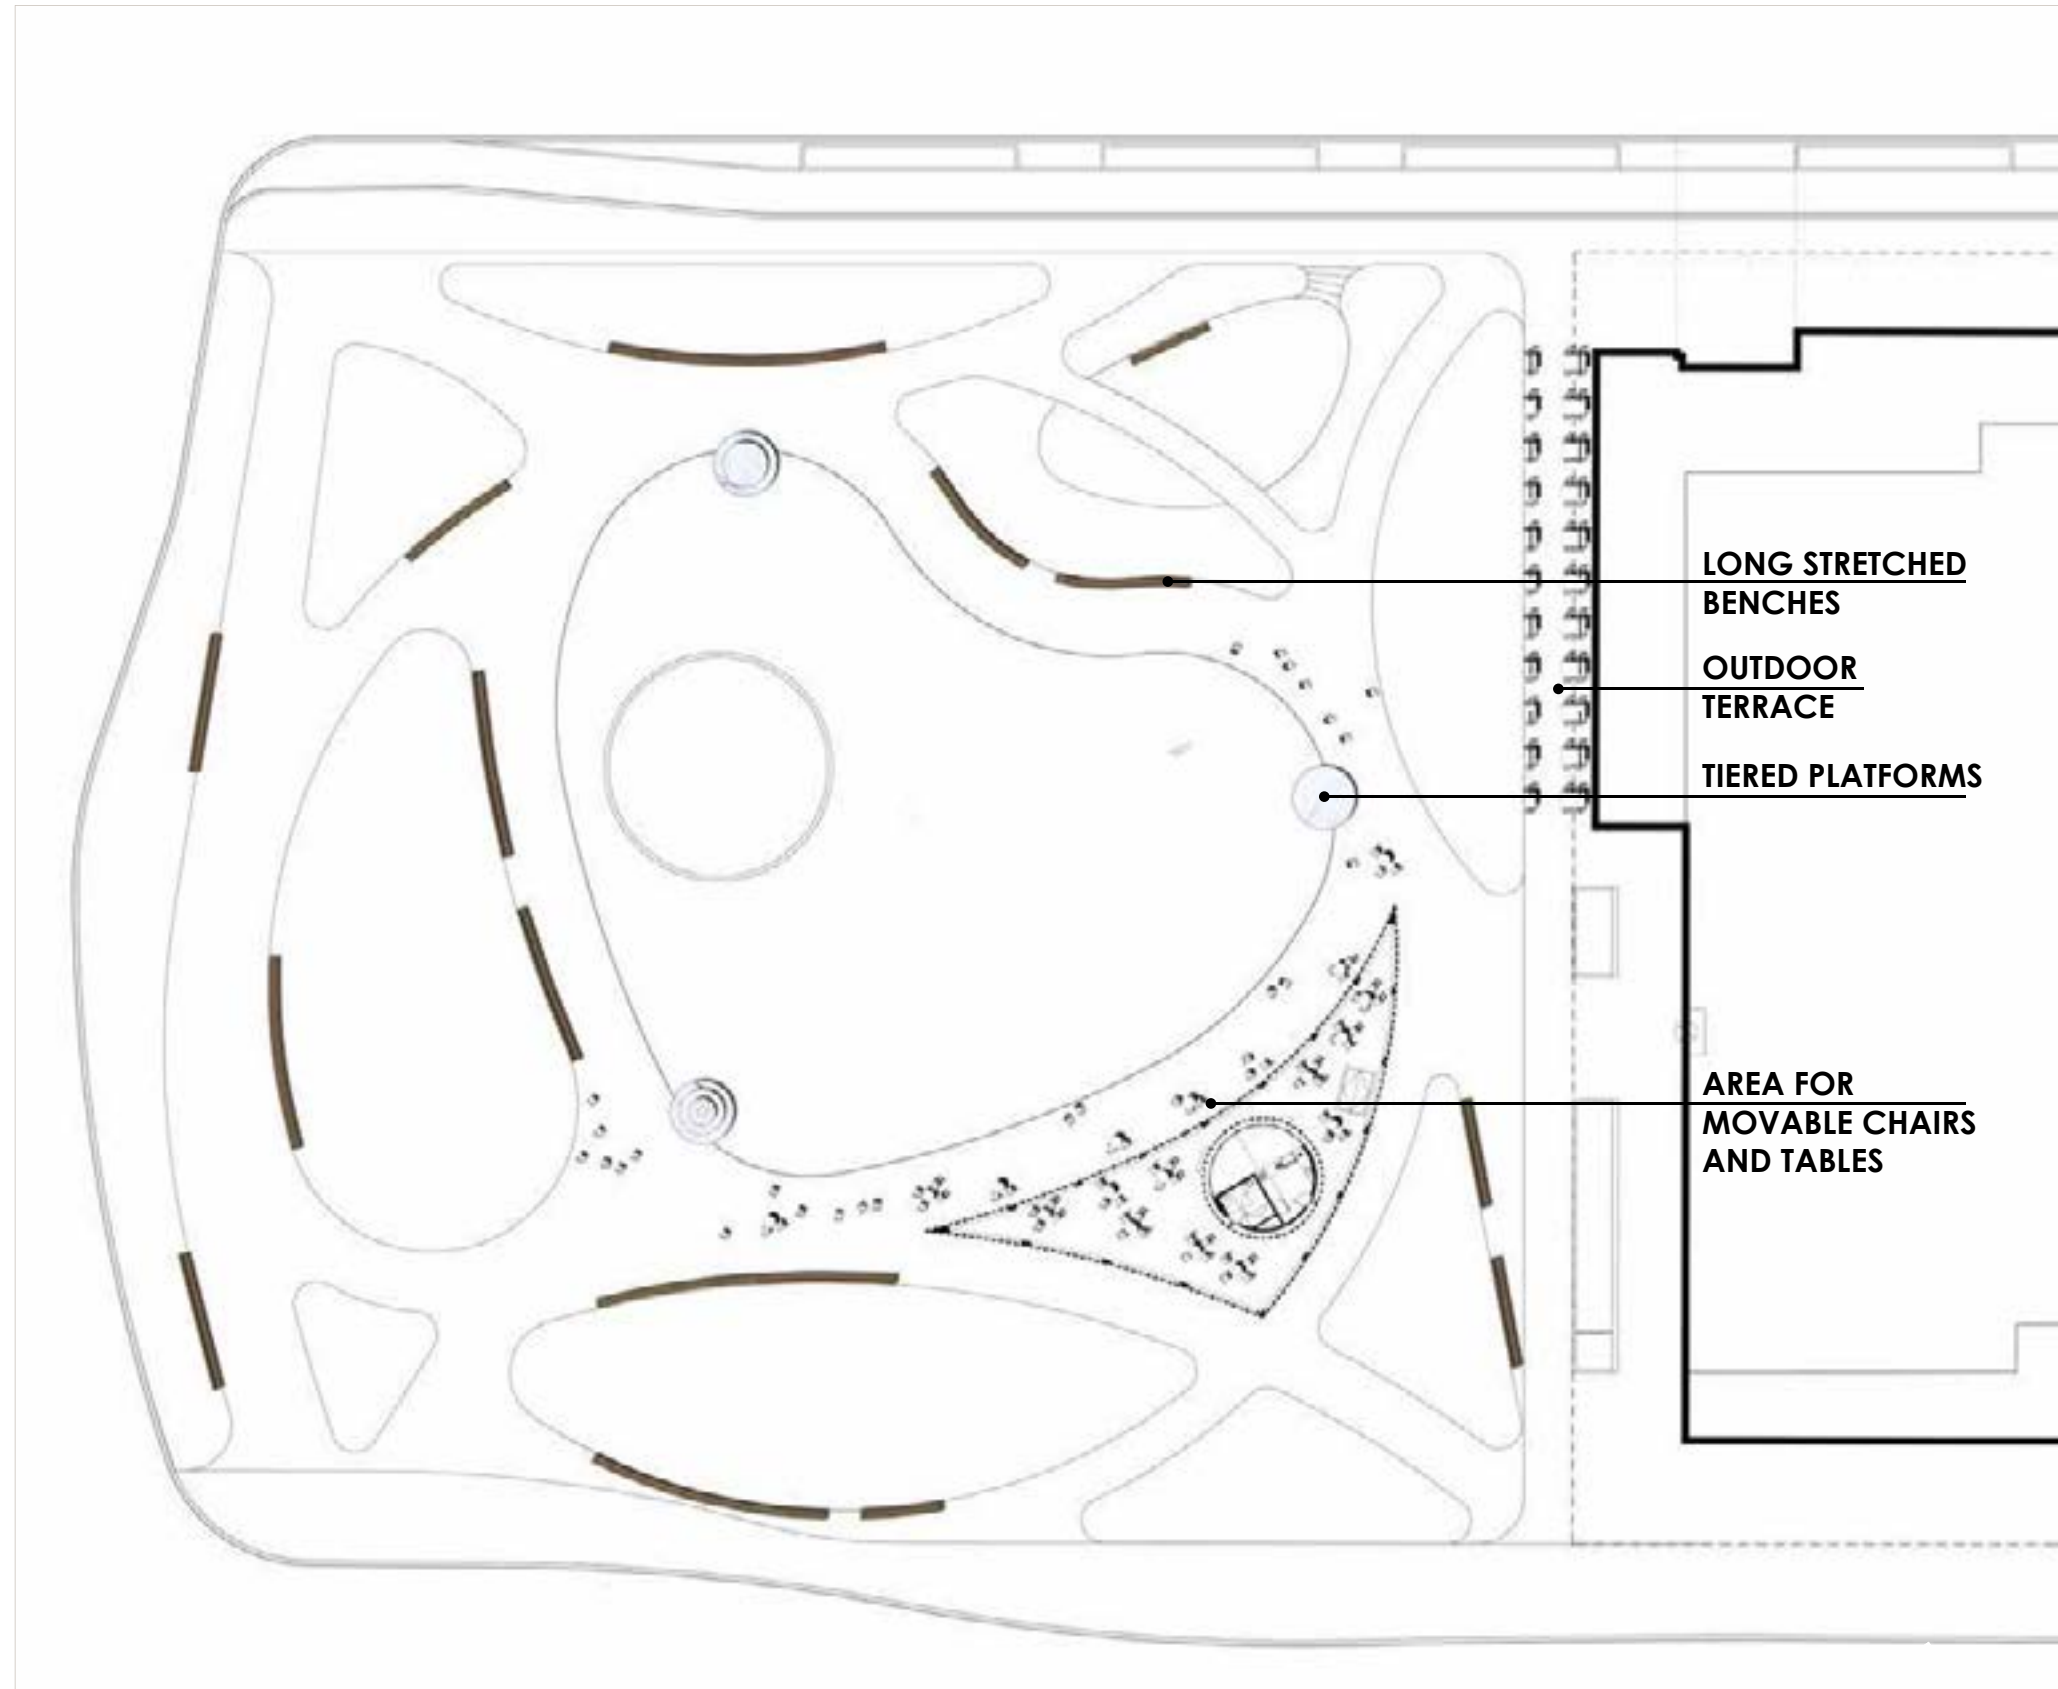 LONG STRETCHED
BENCHES
OUTDOOR
TERRACE
TIERED PLATFORMS
AREA FOR
MOVABLE CHAIRS
AND TABLES